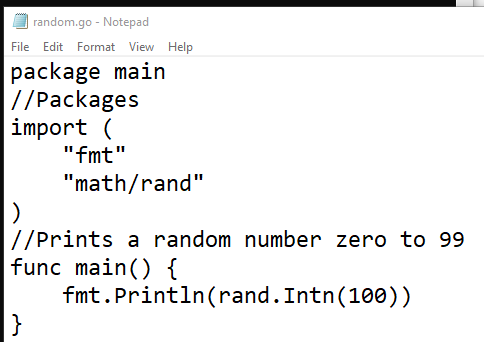 random.go - Notepad
File Edit Format View Help
package main
//Packages
import (
    "fmt"
    "math/rand"
)
//Prints a random number zero to 99
func main() {
    fmt.Println(rand.Intn(100))
}